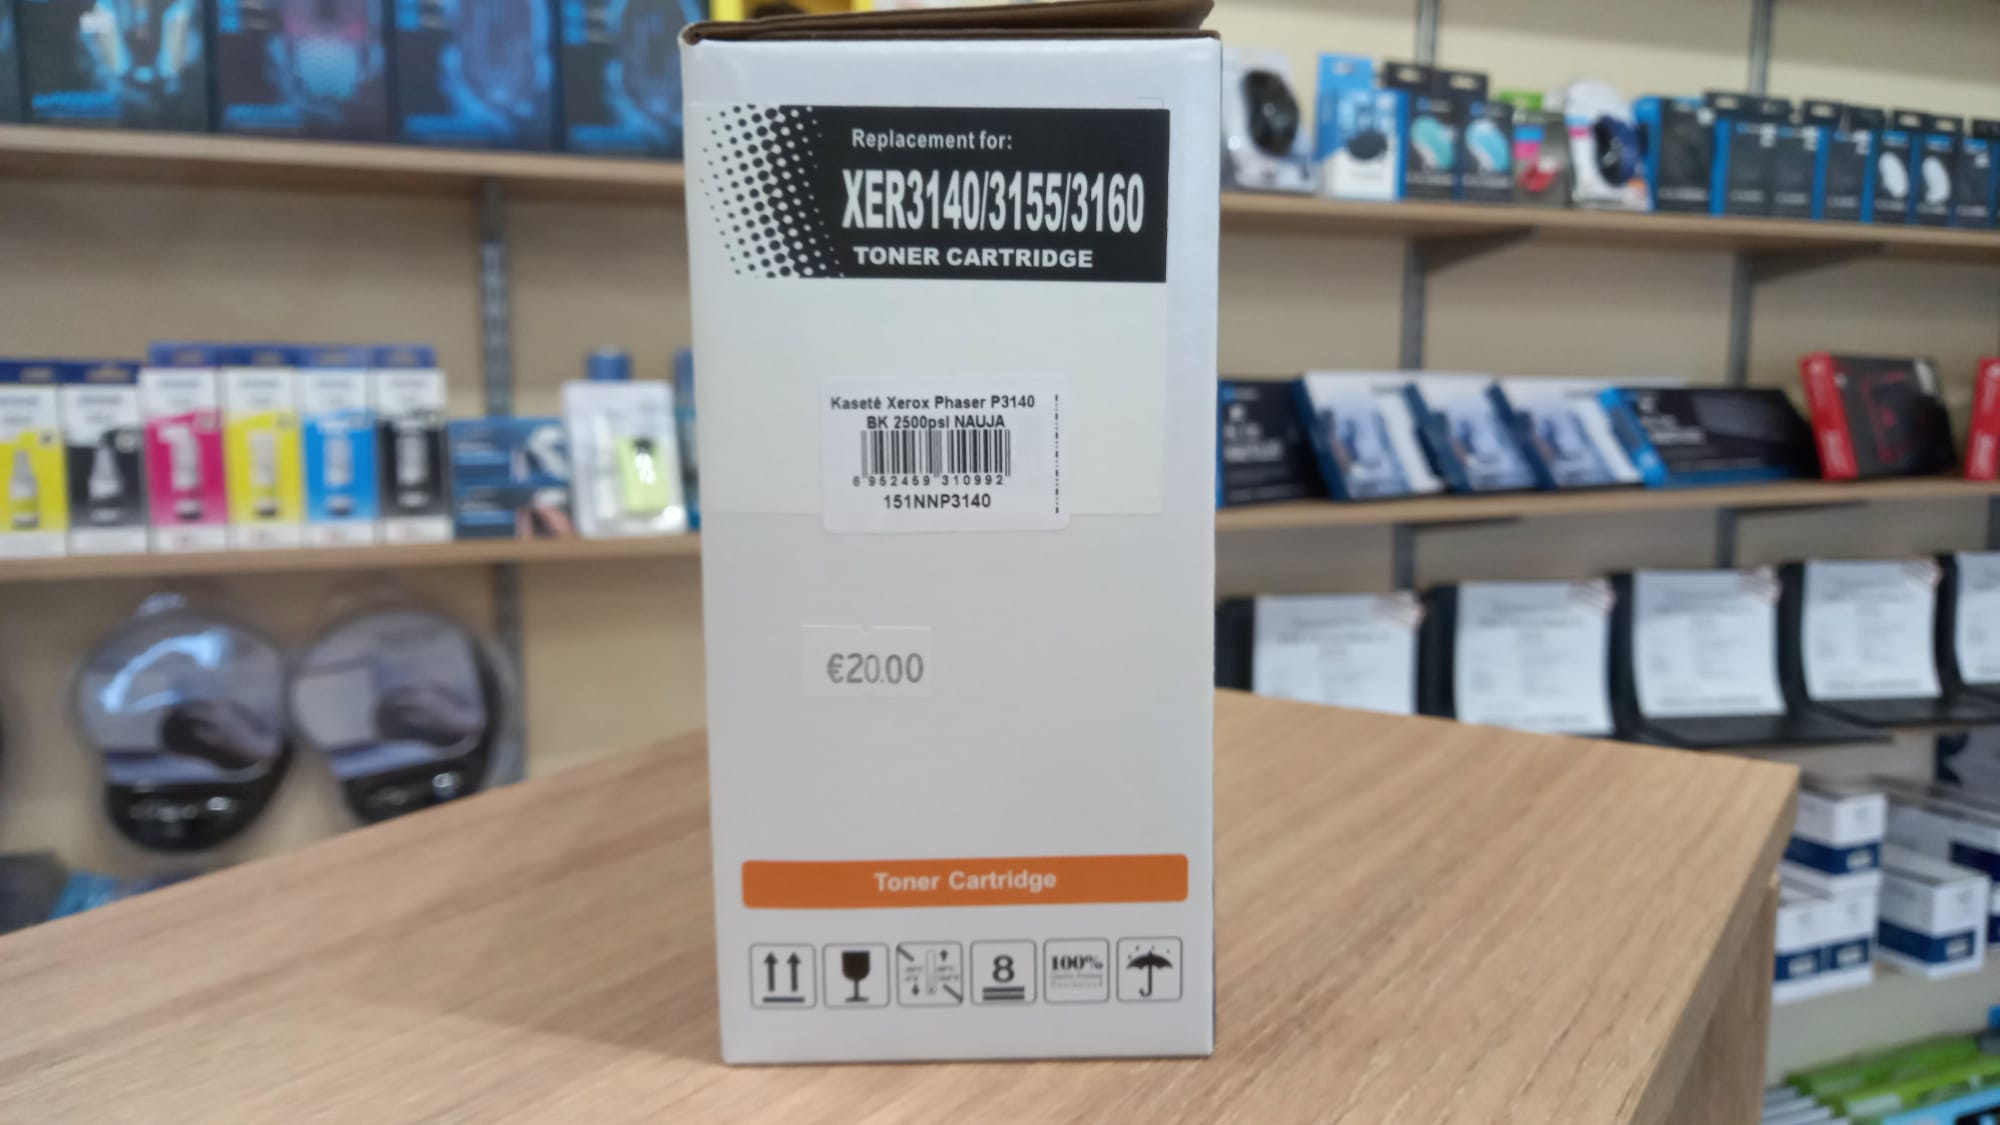 Replacement for:
XER3140/3155/3160
TONER CARTRIDGE
Kasetė Xerox Phaser P3140
BK 2500psl NAUJA
6 952459 310992
151NNP3140
€20.00
Toner Cartridge
8
100%